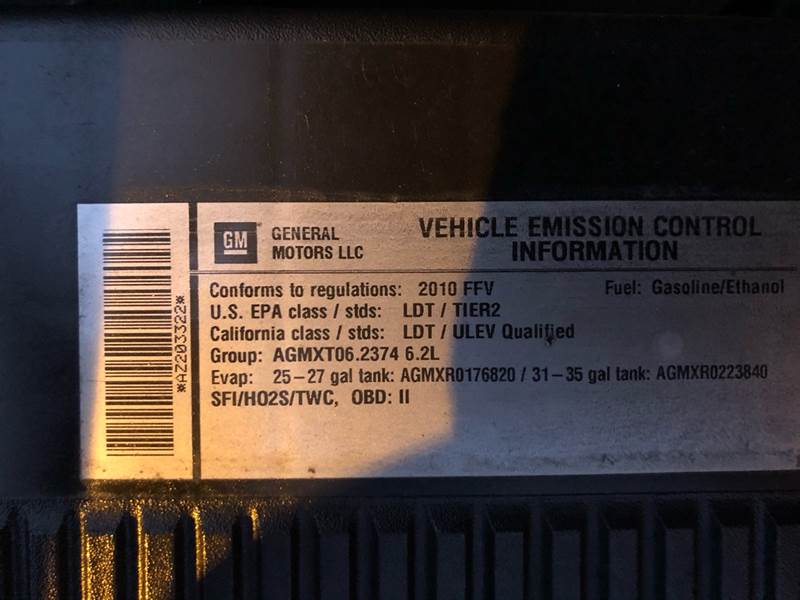 *AZ203322*
GM
GENERAL
MOTORS LLC
VEHICLE EMISSION CONTROL
INFORMATION
Conforms to regulations: 2010 FFV Fuel: Gasoline/Ethanol
U.S. EPA class / stds: LDT / TIER2
California class / stds: LDT / ULEV Qualified
Group: AGMXT06.2374 6.2L
Evap: 25-27 gal tank: AGMXR0176820 / 31-35 gal tank: AGMXR0223840
SFI/HO2S/TWC, OBD: II